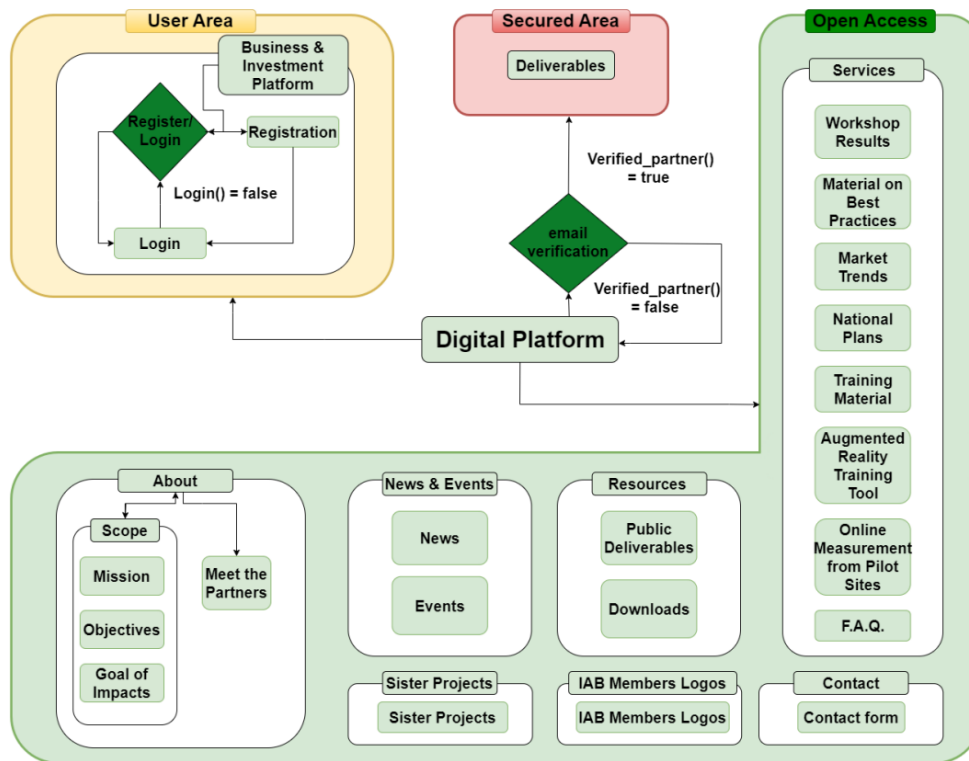 User Area
Business &
Investment
Platform
Register/
Login
Registration
Login() = false
Login
Secured Area
Deliverables
Verified_partner()
= true
email
verification
Verified_partner()
= false
Digital Platform
Open Access
Services
Workshop
Results
Material on
Best
Practices
Market
Trends
National
Plans
Training
Material
Augmented
Reality
Training
Tool
Online
Measurement
from Pilot
Sites
F.A.Q.
About
Scope
Mission
Objectives
Goal of
Impacts
Meet the
Partners
News & Events
News
Events
Resources
Public
Deliverables
Downloads
Sister Projects
Sister Projects
IAB Members Logos
IAB Members Logos
Contact
Contact form